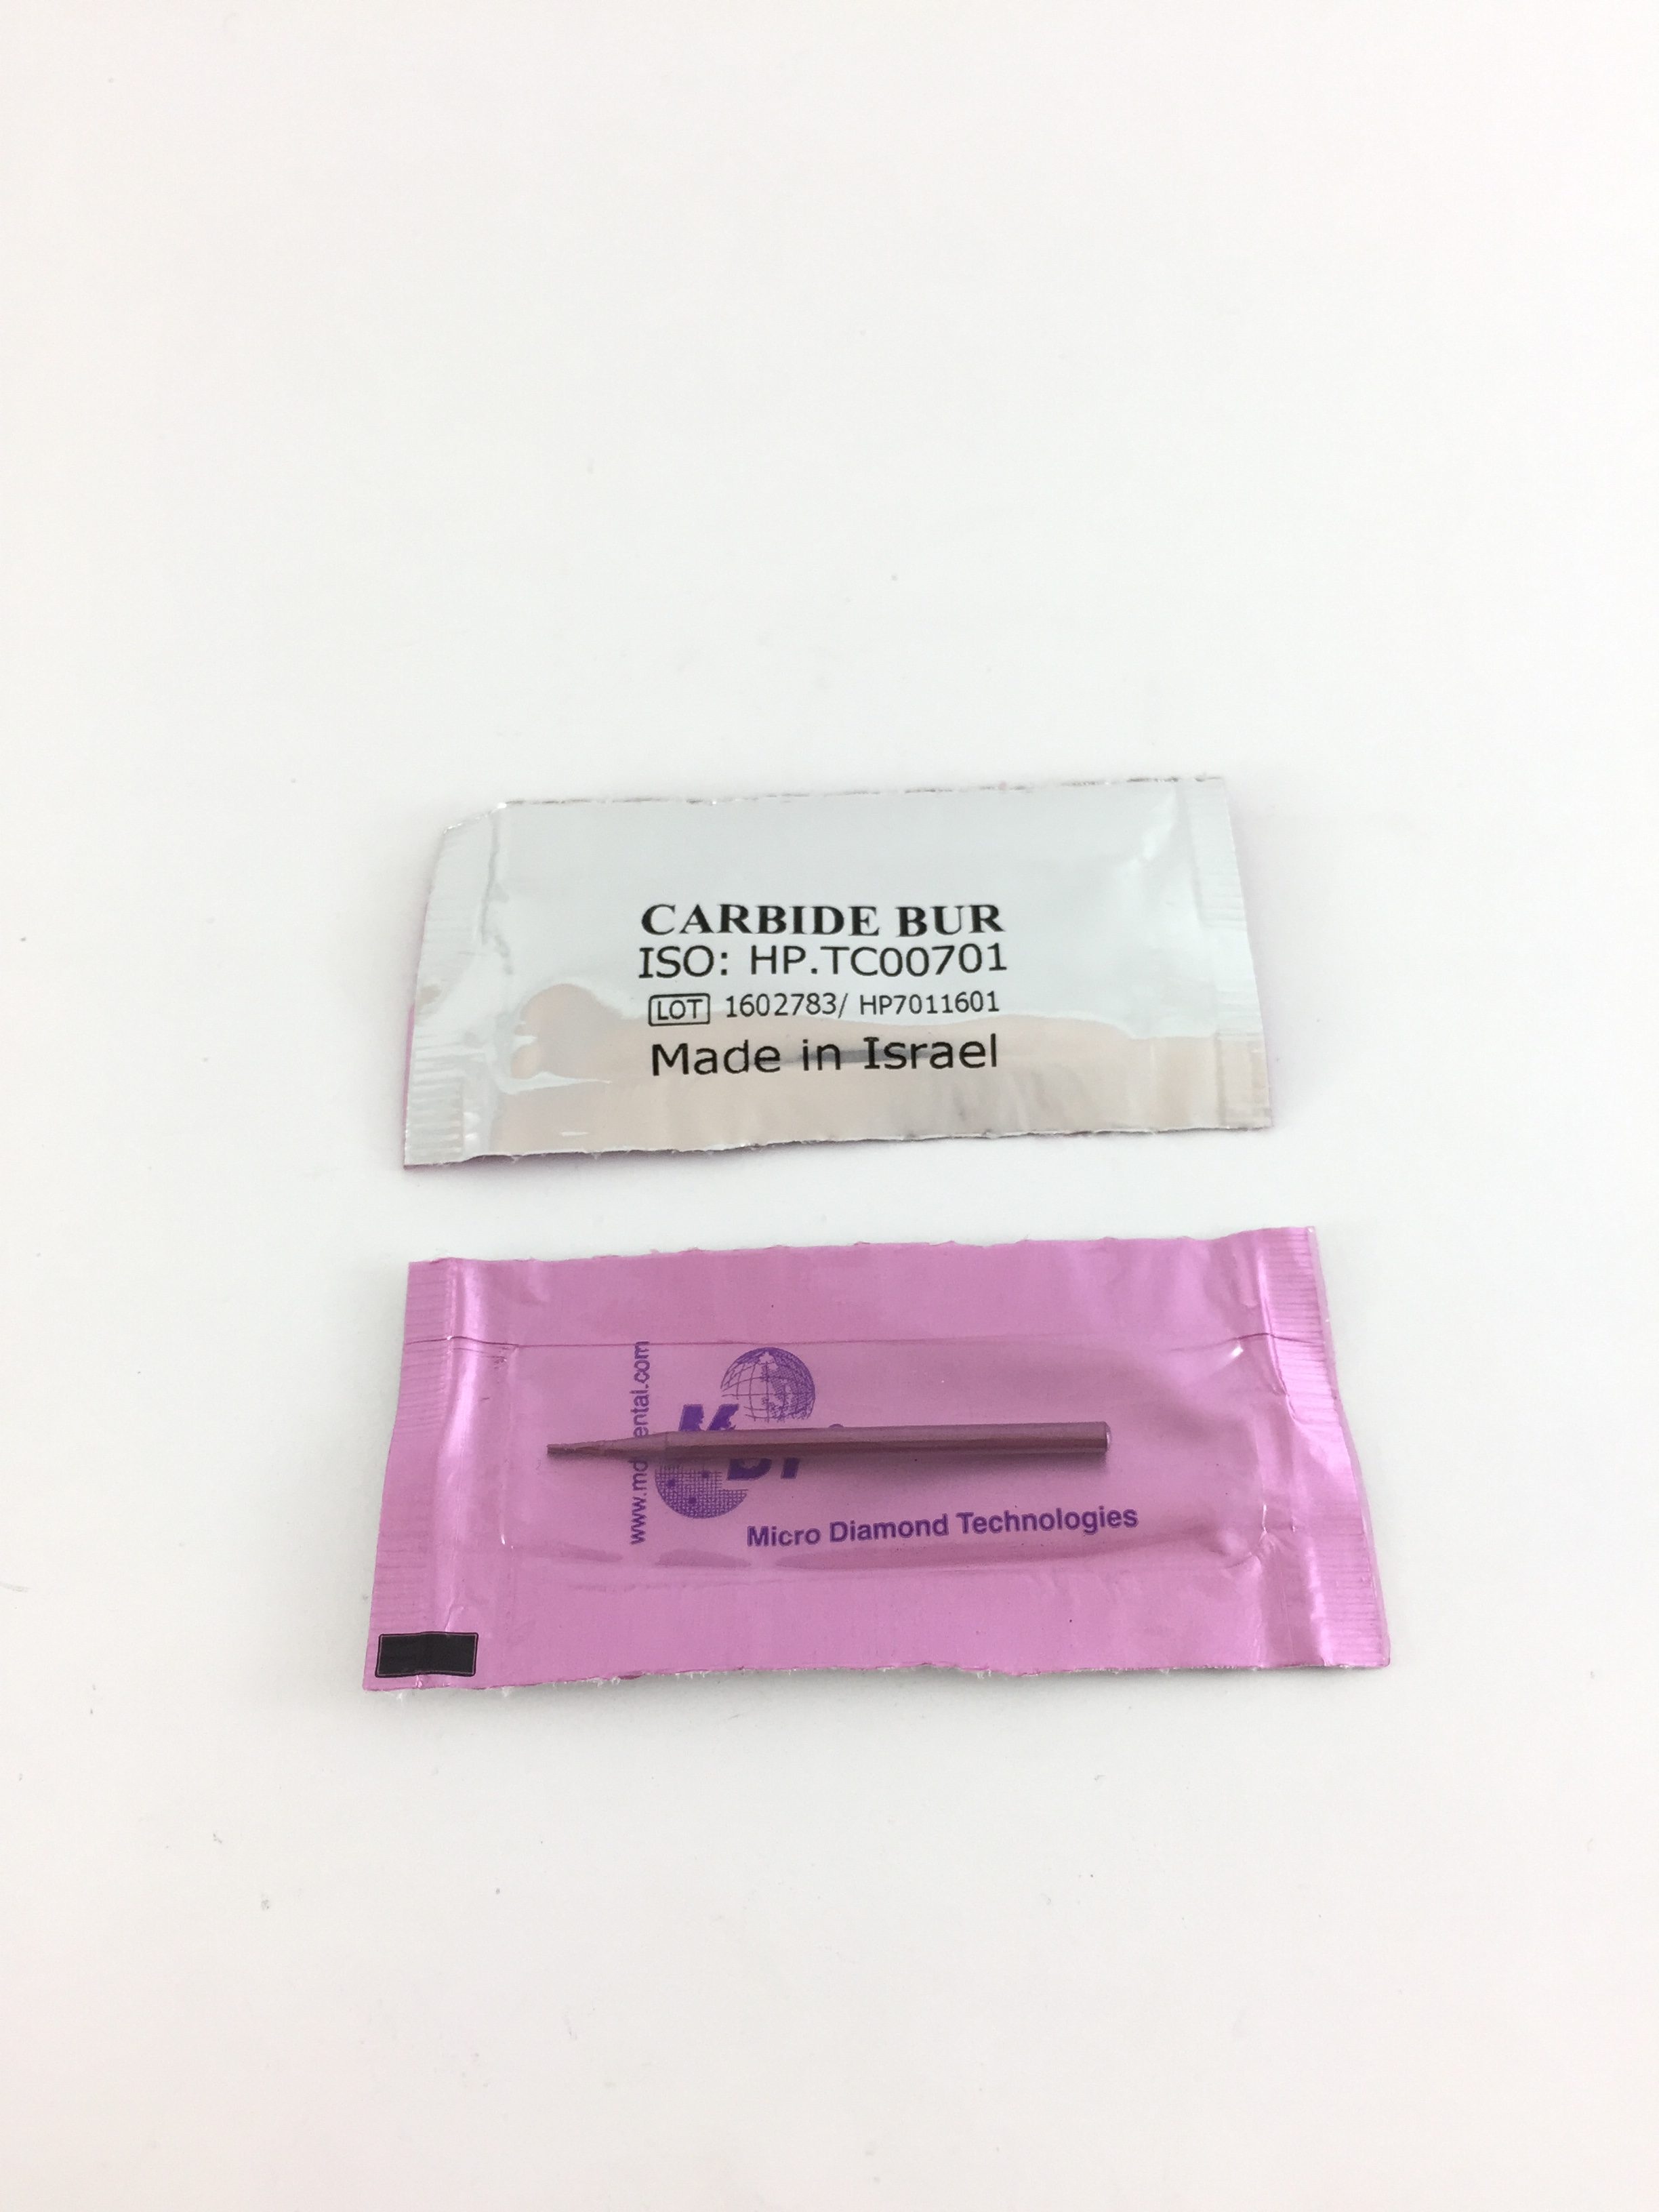 CARBIDE BUR
ISO: HP.TC00701
LOT 1602783/ HP7011601
Made in Israel
Micro Diamond Technologies